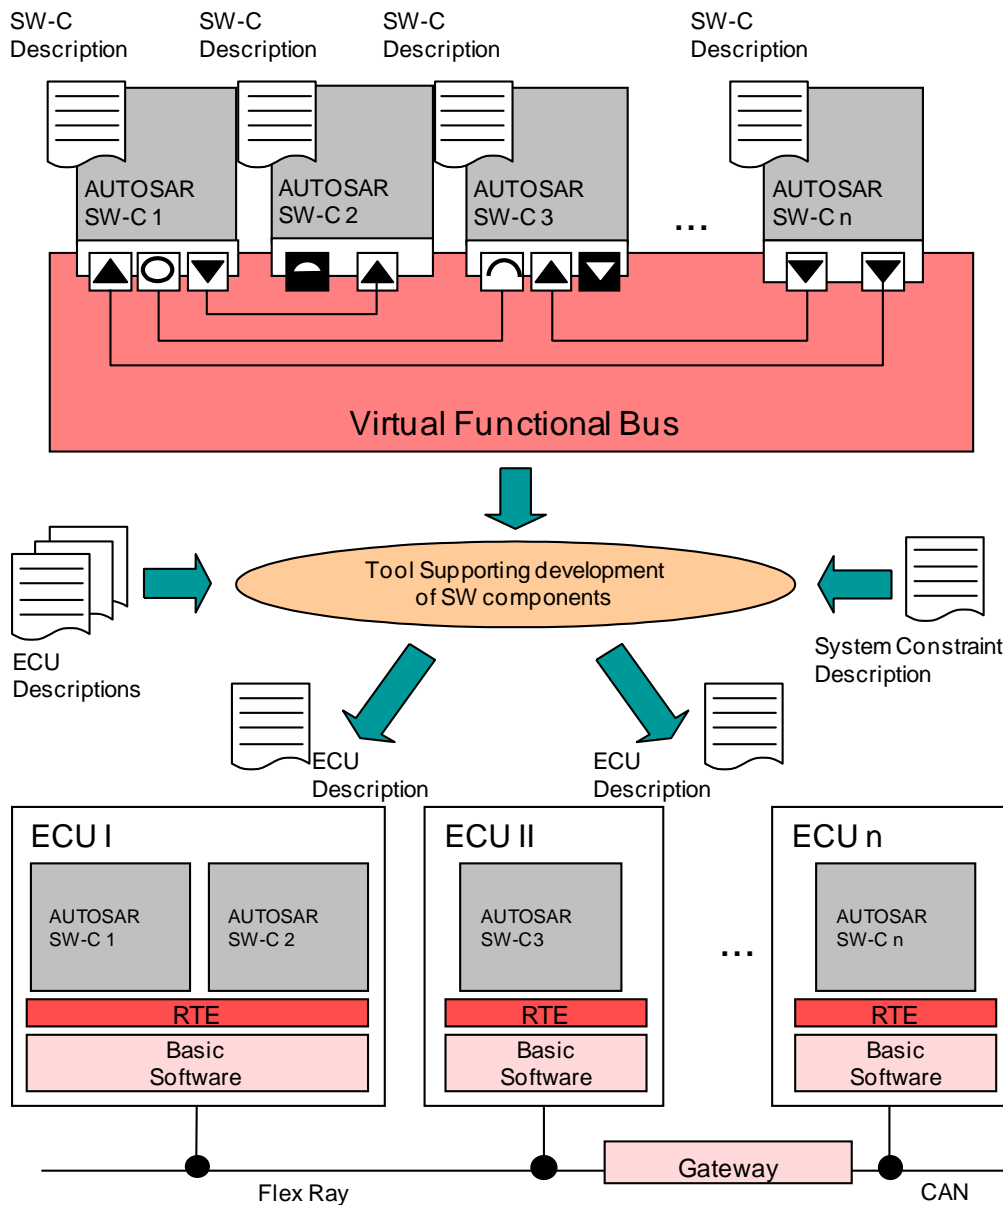 SW-C
Description
SW-C
Description
SW-C
Description
SW-C
Description
AUTOSAR
SW-C 1
AUTOSAR
SW-C 2
AUTOSAR
SW-C 3
...
AUTOSAR
SW-C n
Virtual Functional Bus
Tool Supporting development
of SW components
ECU
Descriptions
System Constraint
Description
ECU
Description
ECU
Description
ECU I
AUTOSAR
SW-C 1
AUTOSAR
SW-C 2
RTE
Basic
Software
ECU II
AUTOSAR
SW-C3
RTE
Basic
Software
...
ECU n
AUTOSAR
SW-C n
RTE
Basic
Software
Flex Ray
Gateway
CAN